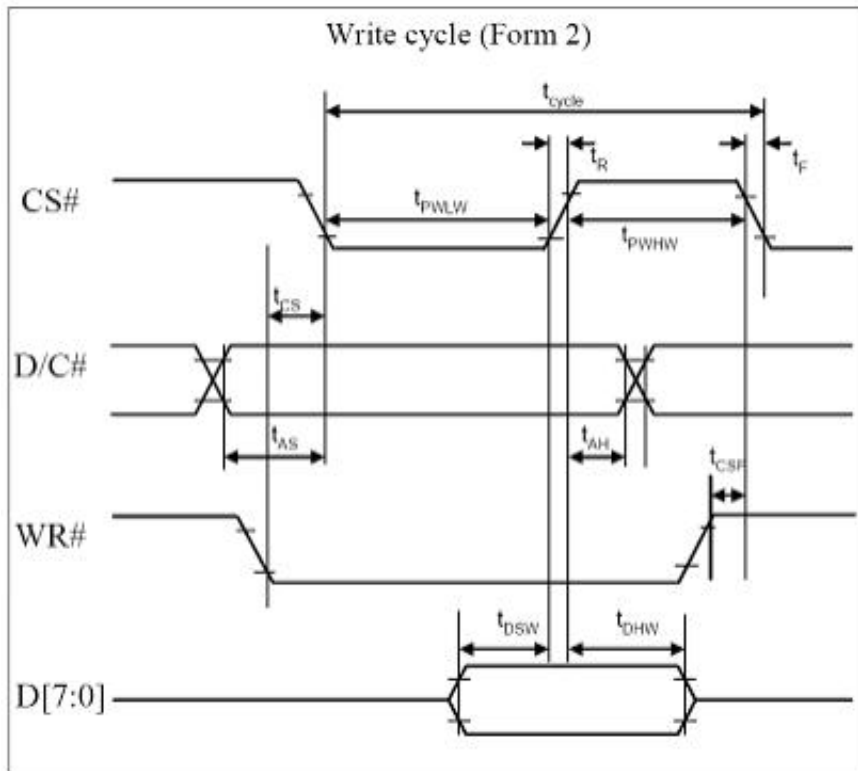 Write cycle (Form 2)
tcycle
tR
tF
CS#
tPWLW
tPWHW
tCS
D/C#
tAS
tAH
tCSF
WR#
tDSW
tDHW
D[7:0]